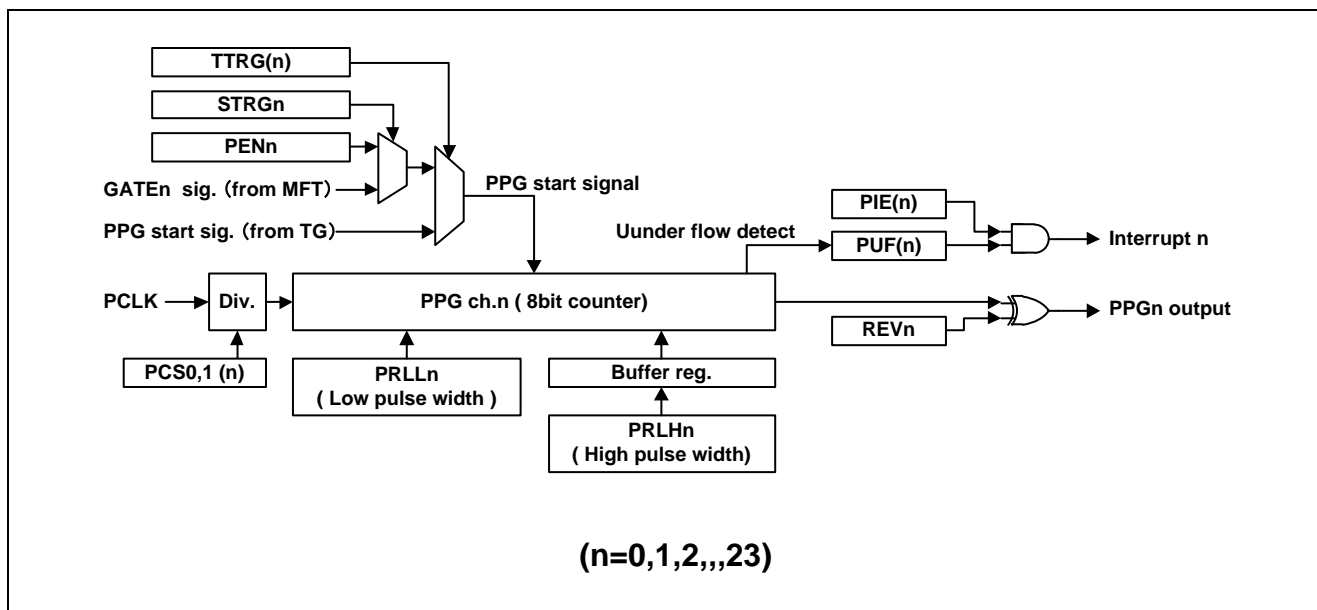 TTRG(n)
STRGn
PENn
GATEn sig. (from MFT)
PPG start signal
PPG start sig. (from TG)
PIE(n)
Interrupt n
Uunder flow detect
PUF(n)
PCLK
Div.
PPG ch.n ( 8bit counter)
PPGn output
REVn
PCS0,1 (n)
PRLLn
( Low pulse width )
Buffer reg.
PRLHn
( High pulse width)
(n=0,1,2,,,23)